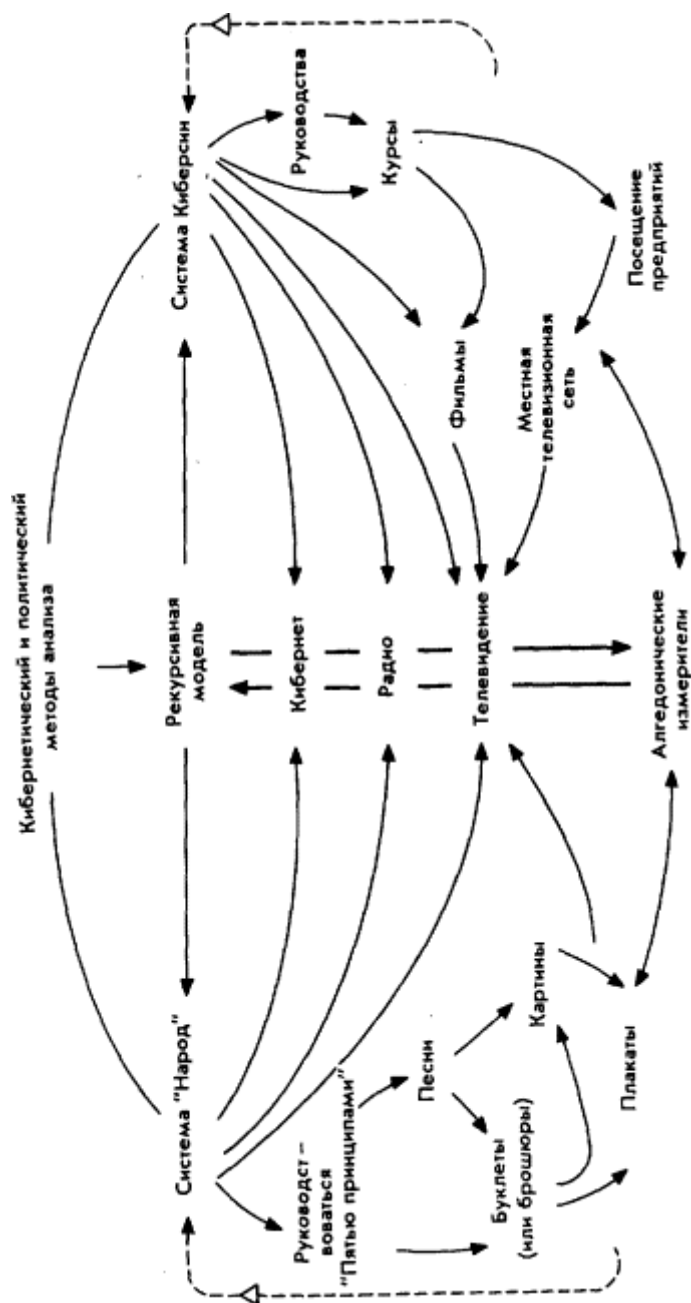 Кибернетический и политический
методы анализа
Система "Народ"
Рекурсивная
модель
Система Киберсин
Руководст –
воваться
"Пятью принципами"
Кибернет
Руководства
Песни
Радио
Курсы
Буклеты
(или брошюры)
Картины
Телевидение
Фильмы
Местная
телевизионная
сеть
Плакаты
Алгедонические
измерители
Посещение
предприятий